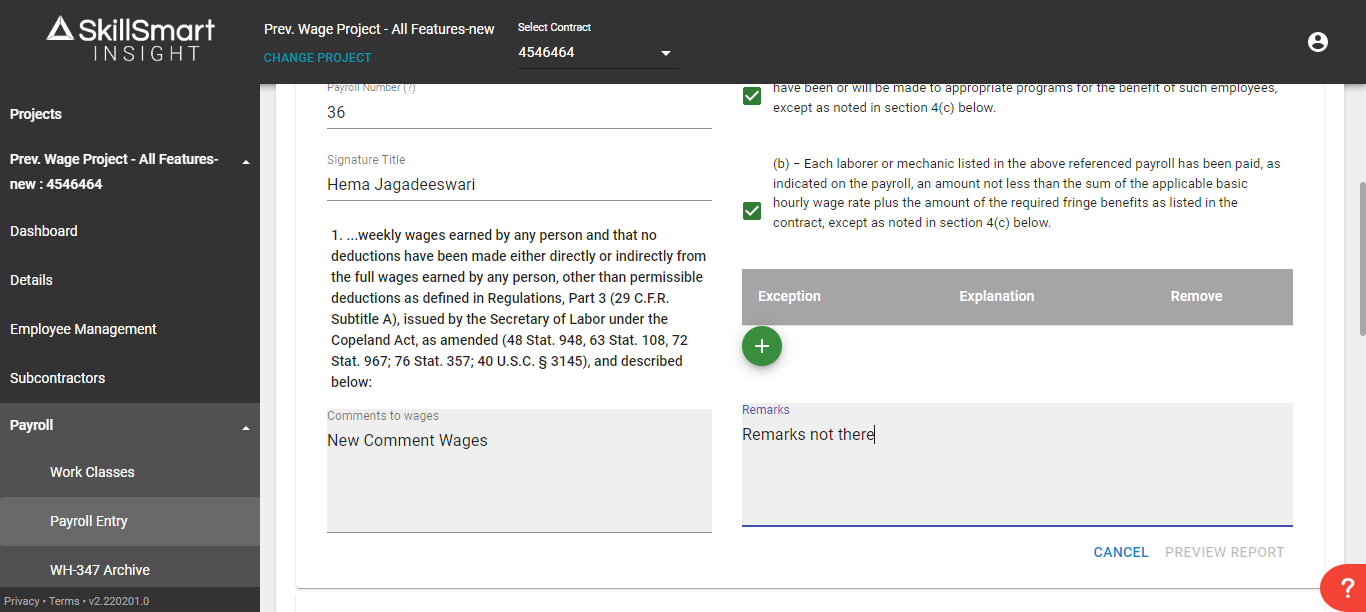 SkillSmart
INSIGHT
Prev. Wage Project - All Features-new
CHANGE PROJECT
Select Contract
4546464
Projects
Prev. Wage Project - All Features-
new : 4546464
Dashboard
Details
Employee Management
Subcontractors
Payroll
Work Classes
Payroll Entry
WH-347 Archive
Privacy • Terms • v2.220201.0
Payroll Number (?)
36
Signature Title
Hema Jagadeeswari
1. ...weekly wages earned by any person and that no
deductions have been made either directly or indirectly from
the full wages earned by any person, other than permissible
deductions as defined in Regulations, Part 3 (29 C.F.R.
Subtitle A), issued by the Secretary of Labor under the
Copeland Act, as amended (48 Stat. 948, 63 Stat. 108, 72
Stat. 967; 76 Stat. 357; 40 U.S.C. § 3145), and described
below:
Comments to wages
New Comment Wages
have been or will be made to appropriate programs for the benefit of such employees,
except as noted in section 4(c) below.
(b) – Each laborer or mechanic listed in the above referenced payroll has been paid, as
indicated on the payroll, an amount not less than the sum of the applicable basic
hourly wage rate plus the amount of the required fringe benefits as listed in the
contract, except as noted in section 4(c) below.
Exception Explanation Remove
+
Remarks
Remarks not there
CANCEL PREVIEW REPORT
?